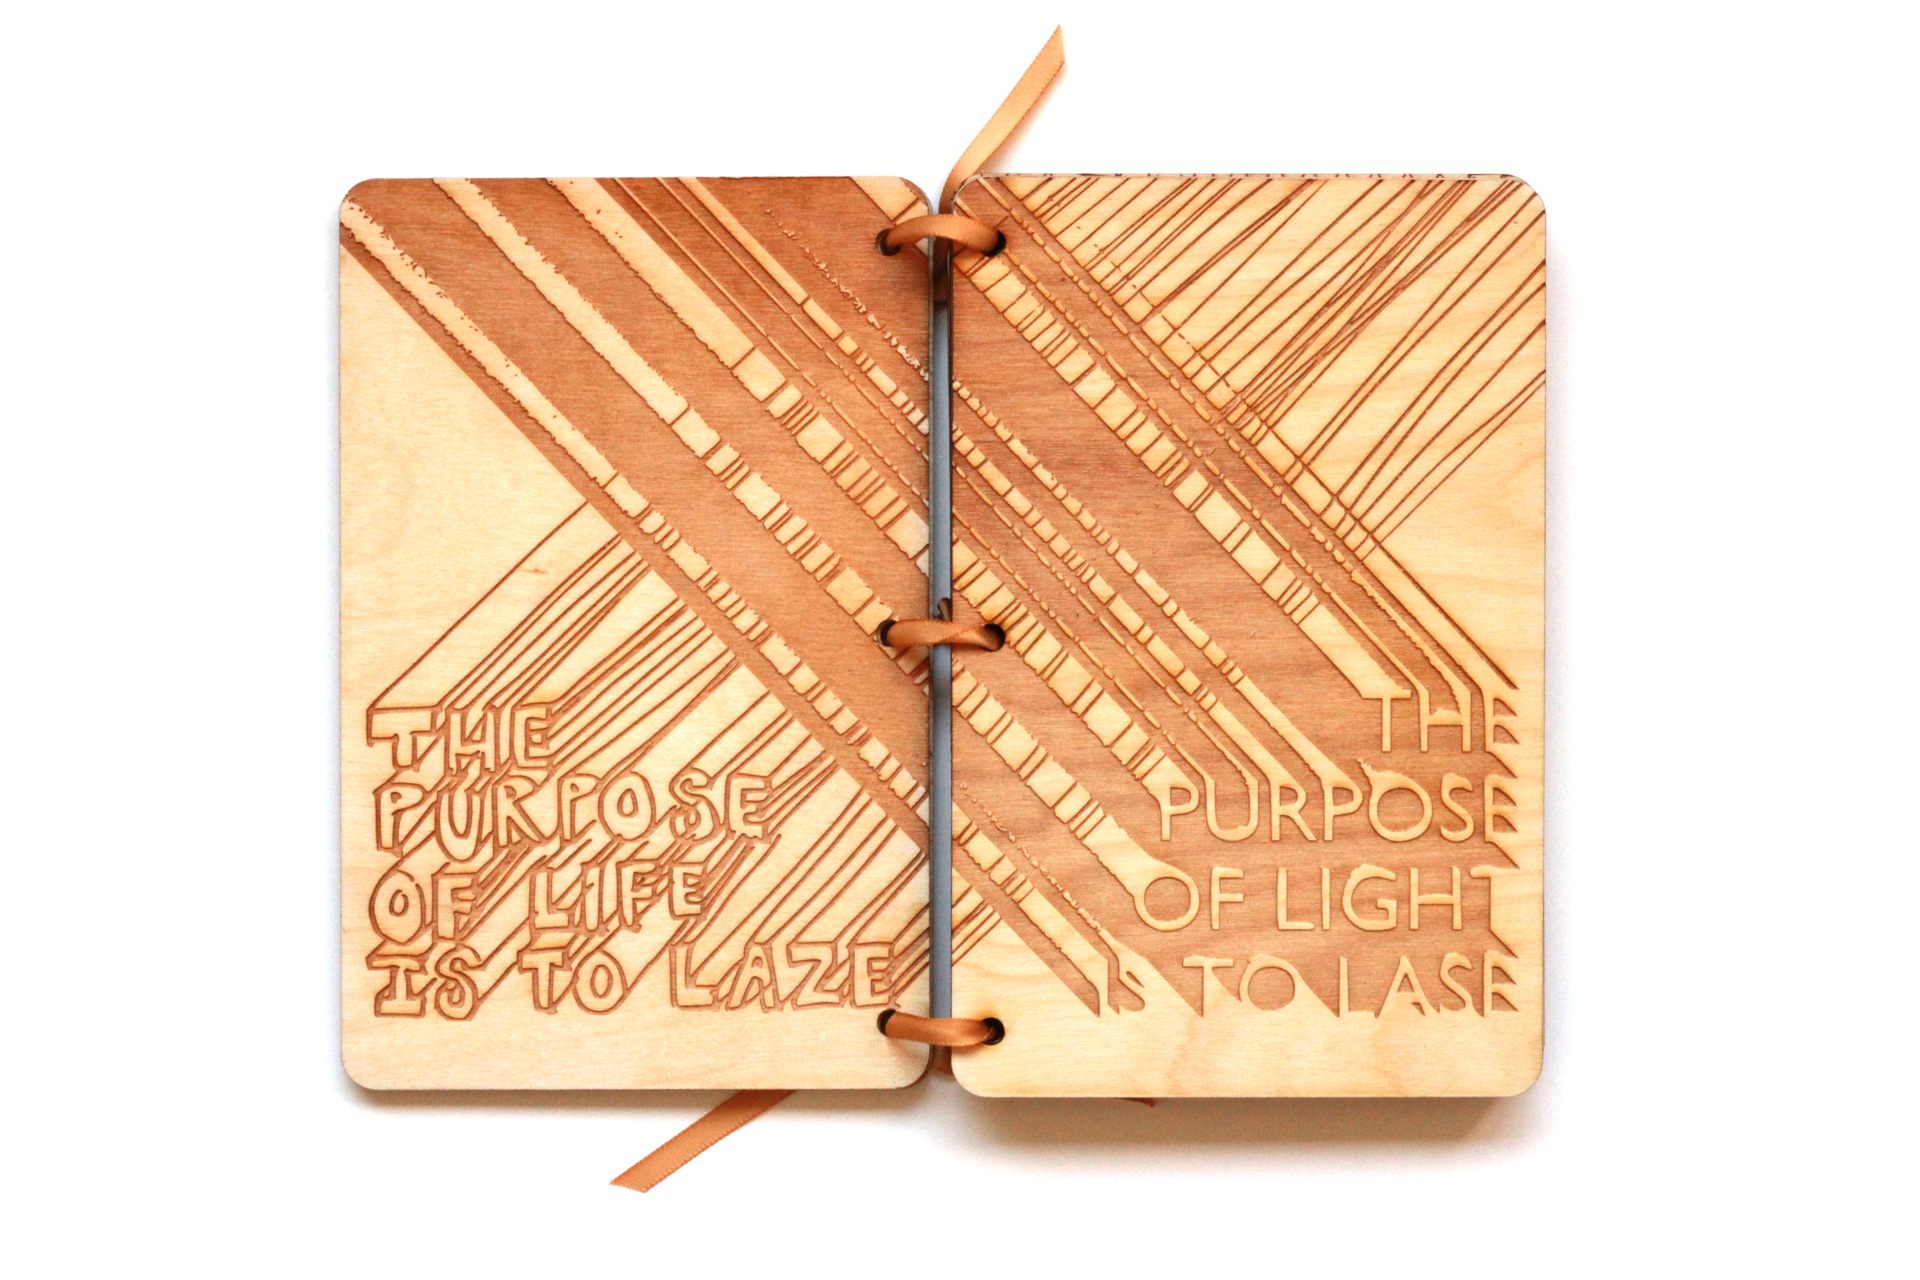 THE
PURPOSE
OF LIFE
IS TO LAZE
THE
PURPOSE
OF LIGHT
IS TO LASE